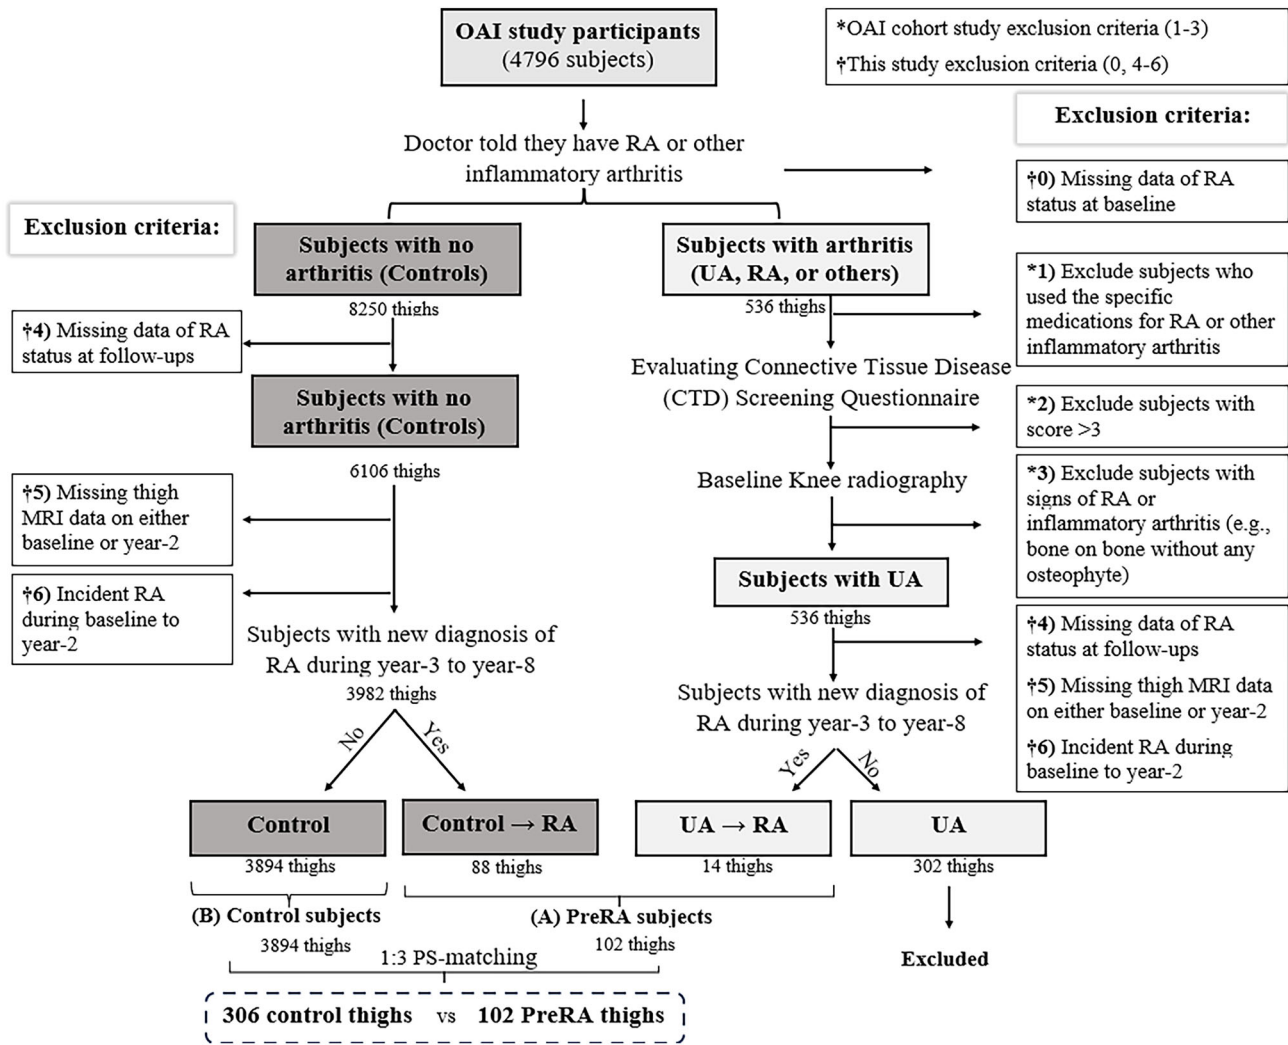 OAI study participants
(4796 subjects)
*OAI cohort study exclusion criteria (1-3)
†This study exclusion criteria (0, 4-6)
Exclusion criteria:
Doctor told they have RA or other
inflammatory arthritis
†0) Missing data of RA
status at baseline
Exclusion criteria:
Subjects with no
arthritis (Controls)
8250 thighs
Subjects with arthritis
(UA, RA, or others)
536 thighs
*1) Exclude subjects who
used the specific
medications for RA or other
inflammatory arthritis
†4) Missing data of RA
status at follow-ups
Evaluating Connective Tissue Disease
(CTD) Screening Questionnaire
Subjects with no
arthritis (Controls)
6106 thighs
*2) Exclude subjects with
score >3
Baseline Knee radiography
*3) Exclude subjects with
signs of RA or
inflammatory arthritis (e.g.,
bone on bone without any
osteophyte)
†5) Missing thigh
MRI data on either
baseline or year-2
†6) Incident RA
during baseline to
year-2
Subjects with UA
536 thighs
†4) Missing data of RA
status at follow-ups
†5) Missing thigh MRI data
on either baseline or year-2
†6) Incident RA during
baseline to year-2
Subjects with new diagnosis of
RA during year-3 to year-8
3982 thighs
Subjects with new diagnosis of
RA during year-3 to year-8
No
Yes
Yes
No
Control
3894 thighs
Control → RA
88 thighs
UA → RA
14 thighs
UA
302 thighs
(B) Control subjects
3894 thighs
(A) PreRA subjects
102 thighs
Excluded
1:3 PS-matching
306 control thighs vs 102 PreRA thighs